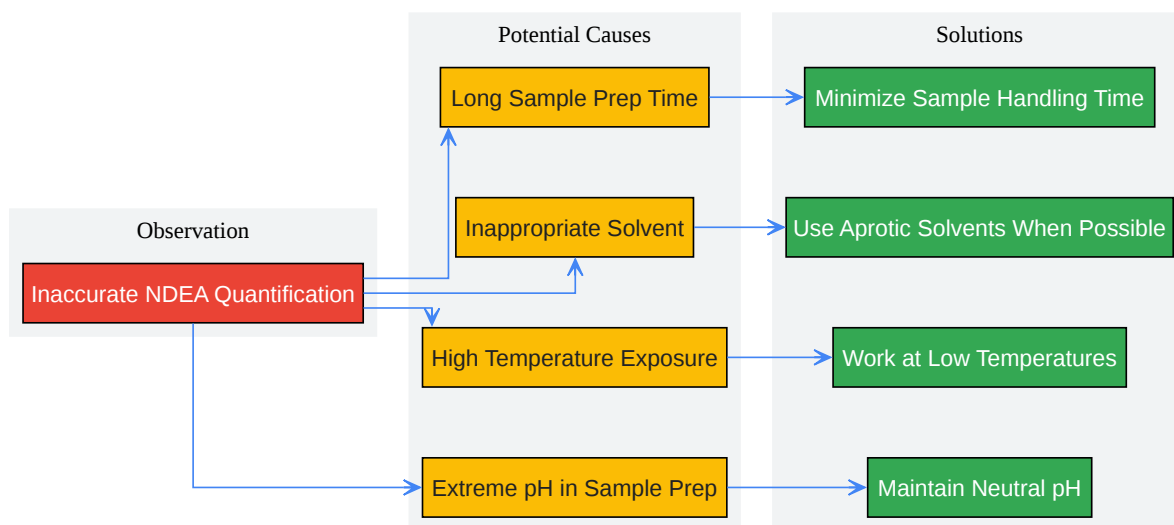 Potential Causes
Solutions
Long Sample Prep Time
Minimize Sample Handling Time
Inappropriate Solvent
Use Aprotic Solvents When Possible
Observation
Inaccurate NDEA Quantification
High Temperature Exposure
Work at Low Temperatures
Extreme pH in Sample Prep
Maintain Neutral pH